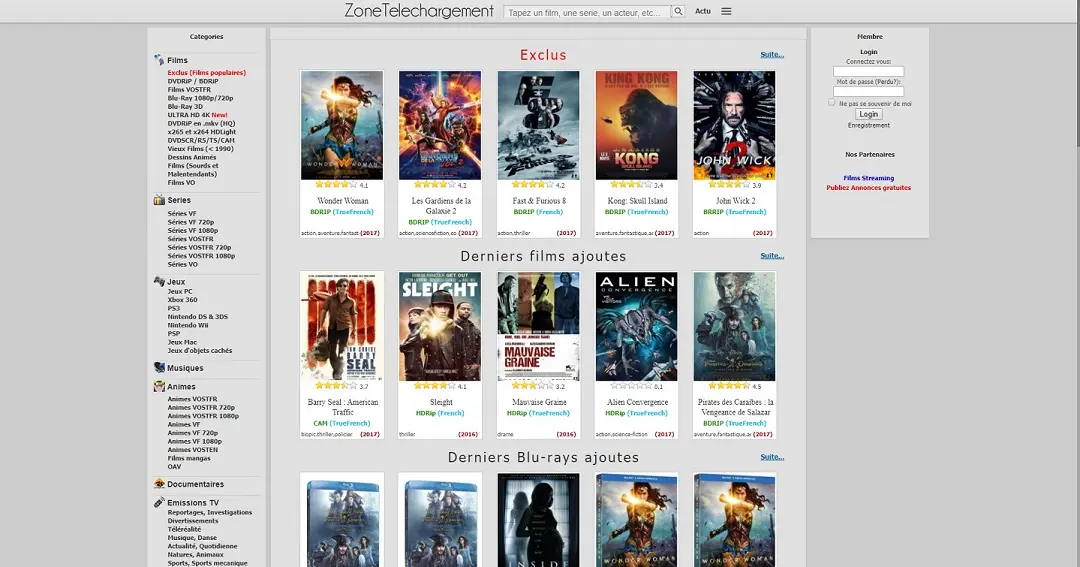 ZoneTelechargement
Tapez un film, une serie, un acteur, etc...
Actu
Categories
Films
Exclus (Films populaires)
DVDRiP / BDRiP
Films VOSTFR
Blu-Ray 1080p/720p
Blu-Ray 3D
ULTRA HD 4K New!
DVDRiP en .mkv (HQ)
x265 et x264 HDLight
DVDSCR/R5/TS/CAM
Vieux Films (< 1990)
Dessins Animés
Films (Sourds et
Malentendants)
Films VO
Series
Séries VF
Séries VF 720p
Séries VF 1080p
Séries VOSTFR
Séries VOSTFR 720p
Séries VOSTFR 1080p
Séries VO
Jeux
Jeux PC
Xbox 360
PS3
Nintendo DS & 3DS
Nintendo Wii
PSP
Jeux Mac
Jeux d'objets cachés
Musiques
Animes
Animes VOSTFR
Animes VOSTFR 720p
Animes VOSTFR 1080p
Animes VF
Animes VF 720p
Animes VF 1080p
Animes VOSTEN
Films mangas
OAV
Documentaires
Emissions TV
Reportages, Investigations
Divertissements
Téléréalité
Musique, Danse
Actualité, Quotidienne
Natures, Animaux
Sports, Sports mecanique
Exclus
Suite...
WONDER WOMAN
KING KONG
KONG
SKULL ISLAND
2
JOHN WICK
4.1
4.2
4.2
3.4
3.9
Wonder Woman
BDRIP (TrueFrench)
action,aventure,fantast (2017)
Les Gardiens de la
Galaxie 2
BDRIP (TrueFrench)
action,sciencefiction,co (2017)
Fast & Furious 8
BDRIP (French)
action,thriller (2017)
Kong: Skull Island
BDRIP (TrueFrench)
aventure,fantastique,ac (2017)
John Wick 2
BRRIP (TrueFrench)
action (2017)
Derniers films ajoutes
Suite...
TOM CRUISE
BARRY
SEAL
GET OUT
SLEIGHT
MAUVAISE
GRAINE
ALIEN
CONVERGENCE
3.7
4.1
3.2
0.1
4.5
Barry Seal : American
Traffic
CAM (TrueFrench)
biopic,thriller,policier (2017)
Sleight
HDRip (French)
thriller (2016)
Mauvaise Graine
HDRip (TrueFrench)
drame (2016)
Alien Convergence
HDRip (TrueFrench)
action,science-fiction (2017)
Pirates des Caraïbes : la
Vengeance de Salazar
BDRIP (TrueFrench)
aventure,fantastique,ac (2017)
Derniers Blu-rays ajoutes
Suite...
INSIDE
WONDER WOMAN
WONDER WOMAN
Membre
Login
Connectez vous:
Mot de passe (Perdu?):
Ne pas se souvenir de moi
Login
Enregistrement
Nos Partenaires
Films Streaming
Publiez Annonces gratuites